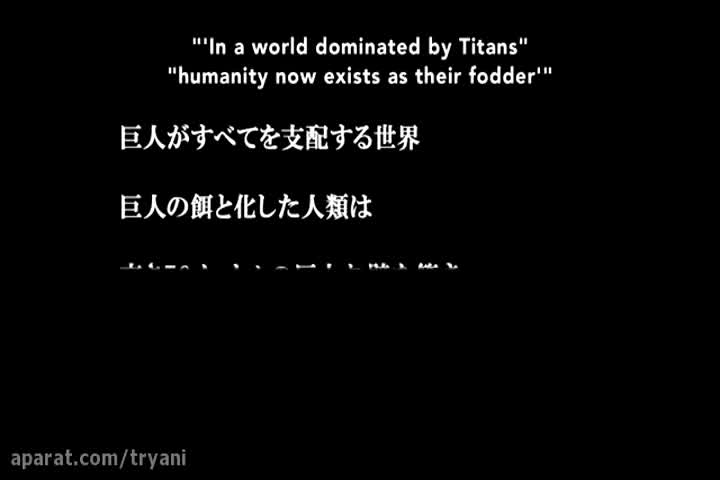 "'In a world dominated by Titans"
"humanity now exists as their fodder'"
巨人がすべてを支配する世界
巨人の餌と化した人類は
aparat.com/tryani